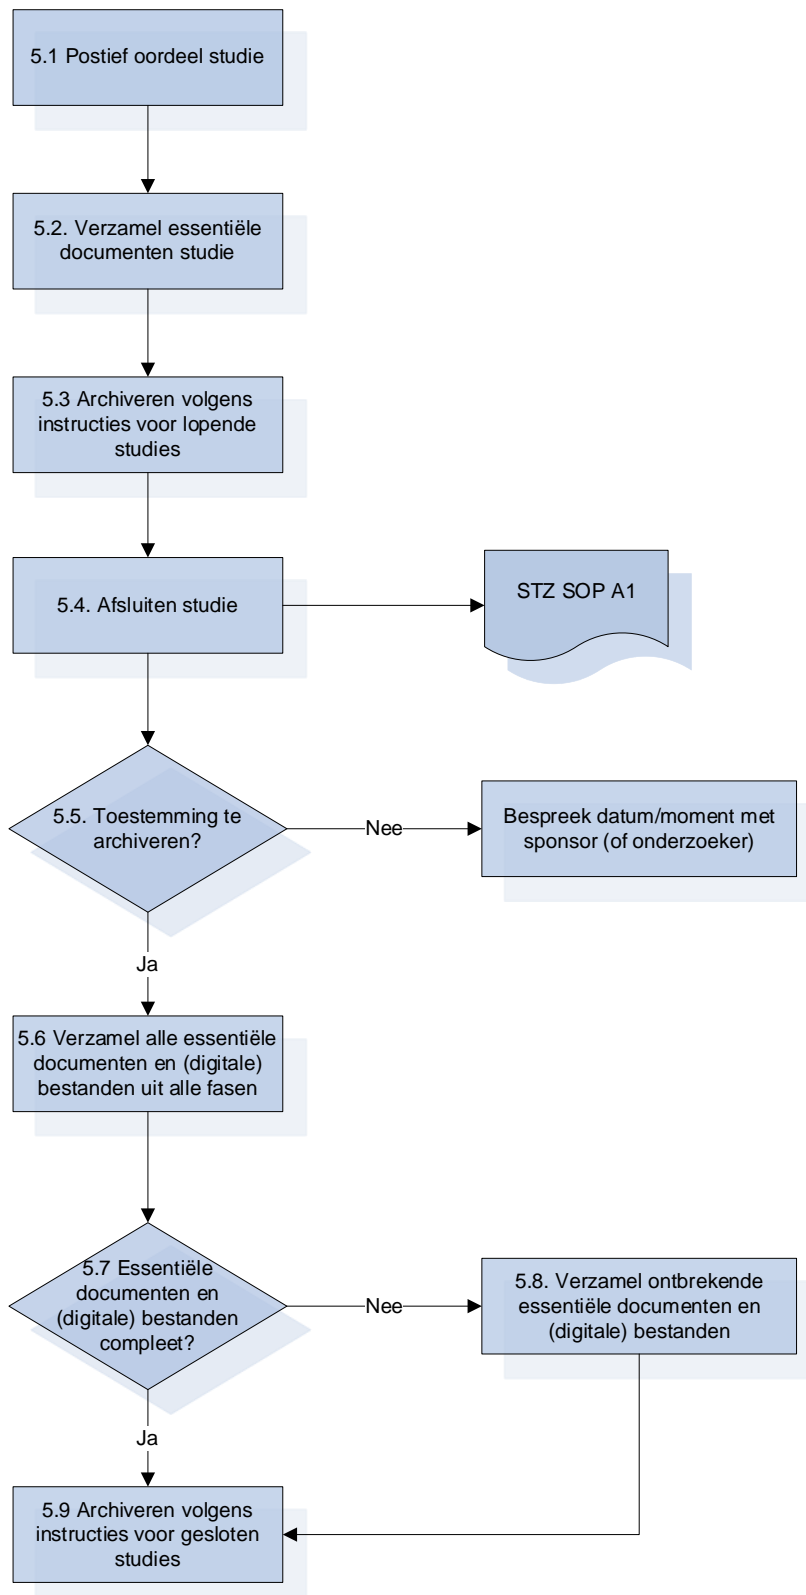 5.1 Postief oordeel studie
5.2. Verzamel essentiële
documenten studie
5.3 Archiveren volgens
instructies voor lopende
studies
5.4. Afsluiten studie
STZ SOP A1
5.5. Toestemming te
archiveren?
Nee
Bespreek datum/moment met
sponsor (of onderzoeker)
Ja
5.6 Verzamel alle essentiële
documenten en (digitale)
bestanden uit alle fasen
5.7 Essentiële
documenten en
(digitale) bestanden
compleet?
Nee
5.8. Verzamel ontbrekende
essentiële documenten en
(digitale) bestanden
Ja
5.9 Archiveren volgens
instructies voor gesloten
studies